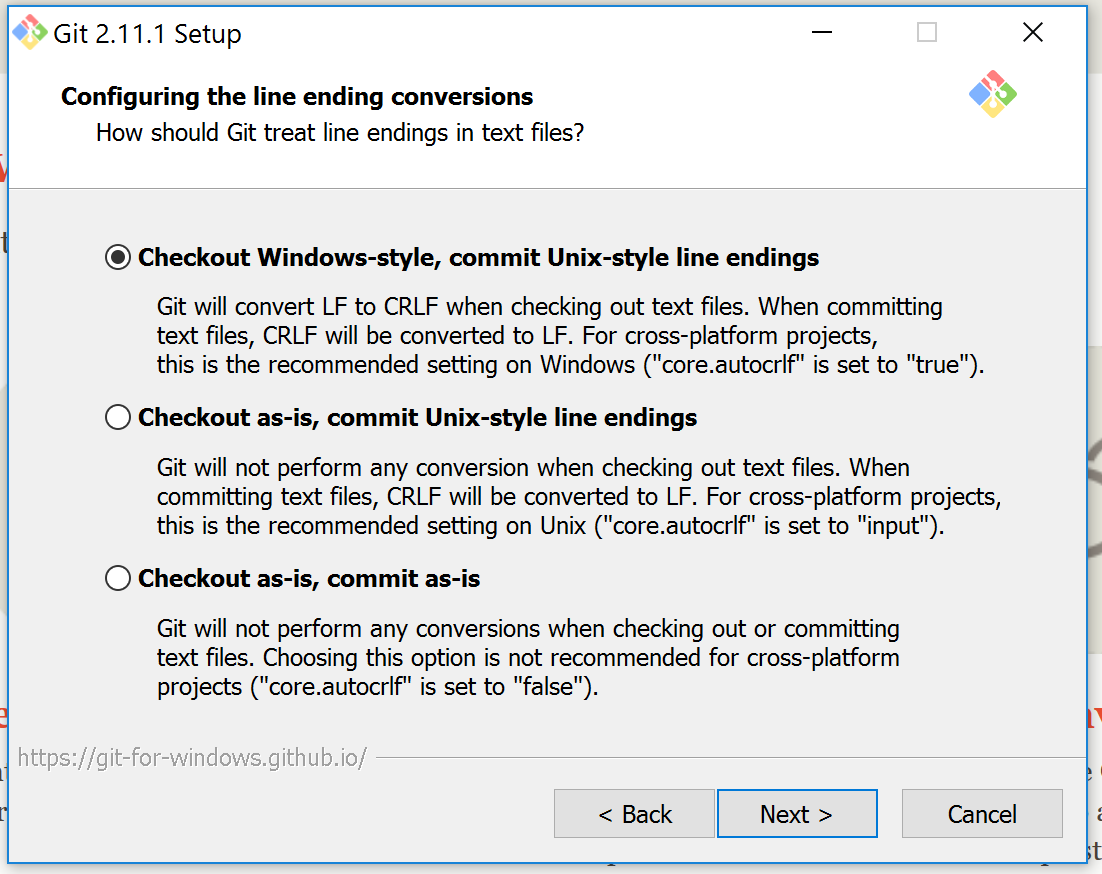 Git 2.11.1 Setup
Configuring the line ending conversions
How should Git treat line endings in text files?
Checkout Windows-style, commit Unix-style line endings
Git will convert LF to CRLF when checking out text files. When committing
text files, CRLF will be converted to LF. For cross-platform projects,
this is the recommended setting on Windows ("core.autocrlf" is set to "true").
Checkout as-is, commit Unix-style line endings
Git will not perform any conversion when checking out text files. When
committing text files, CRLF will be converted to LF. For cross-platform projects,
this is the recommended setting on Unix ("core.autocrlf" is set to "input").
Checkout as-is, commit as-is
Git will not perform any conversions when checking out or committing
text files. Choosing this option is not recommended for cross-platform
projects ("core.autocrlf" is set to "false").
https://git-for-windows.github.io/
< Back Next > Cancel